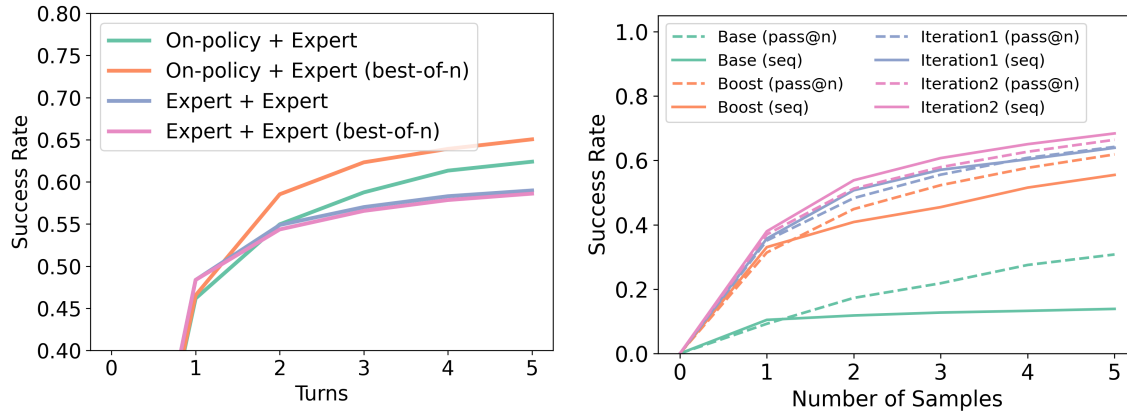 0.80
0.75
0.70
0.65
0.60
0.55
0.50
0.45
0.40
Success Rate
On-policy + Expert
On-policy + Expert (best-of-n)
Expert + Expert
Expert + Expert (best-of-n)
0 1 2 3 4 5
Turns
1.0
0.8
0.6
0.4
0.2
0.0
Success Rate
Base (pass@n)
Base (seq)
Boost (pass@n)
Boost (seq)
Iteration1 (pass@n)
Iteration1 (seq)
Iteration2 (pass@n)
Iteration2 (seq)
0 1 2 3 4 5
Number of Samples